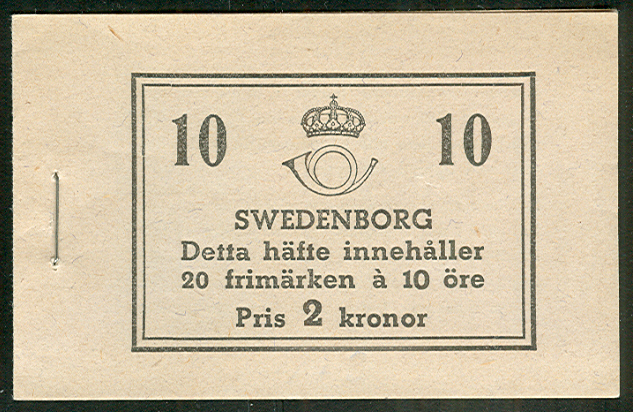 10 10
SWEDENBORG
Detta häfte innehåller
20 frimärken à 10 öre
Pris 2 kronor